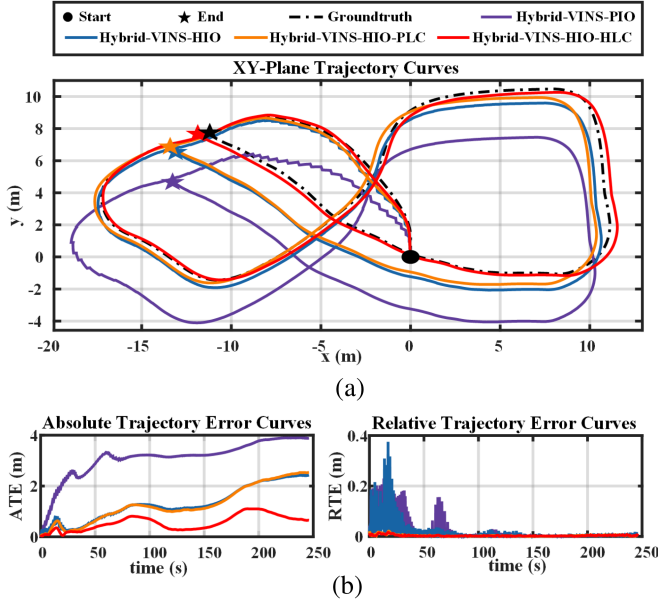 Start End Groundtruth Hybrid-VINS-PIO
Hybrid-VINS-HIO Hybrid-VINS-HIO-PLC Hybrid-VINS-HIO-HLC
XY-Plane Trajectory Curves
10
8
6
4
2
0
-2
-4
y (m)
-20 -15 -10 -5 0 5 10
x (m)
(a)
Absolute Trajectory Error Curves
4
2
0
ATE (m)
0 50 100 150 200 250
time (s)
Relative Trajectory Error Curves
0.4
0.2
0
RTE (m)
0 50 100 150 200 250
time (s)
(b)